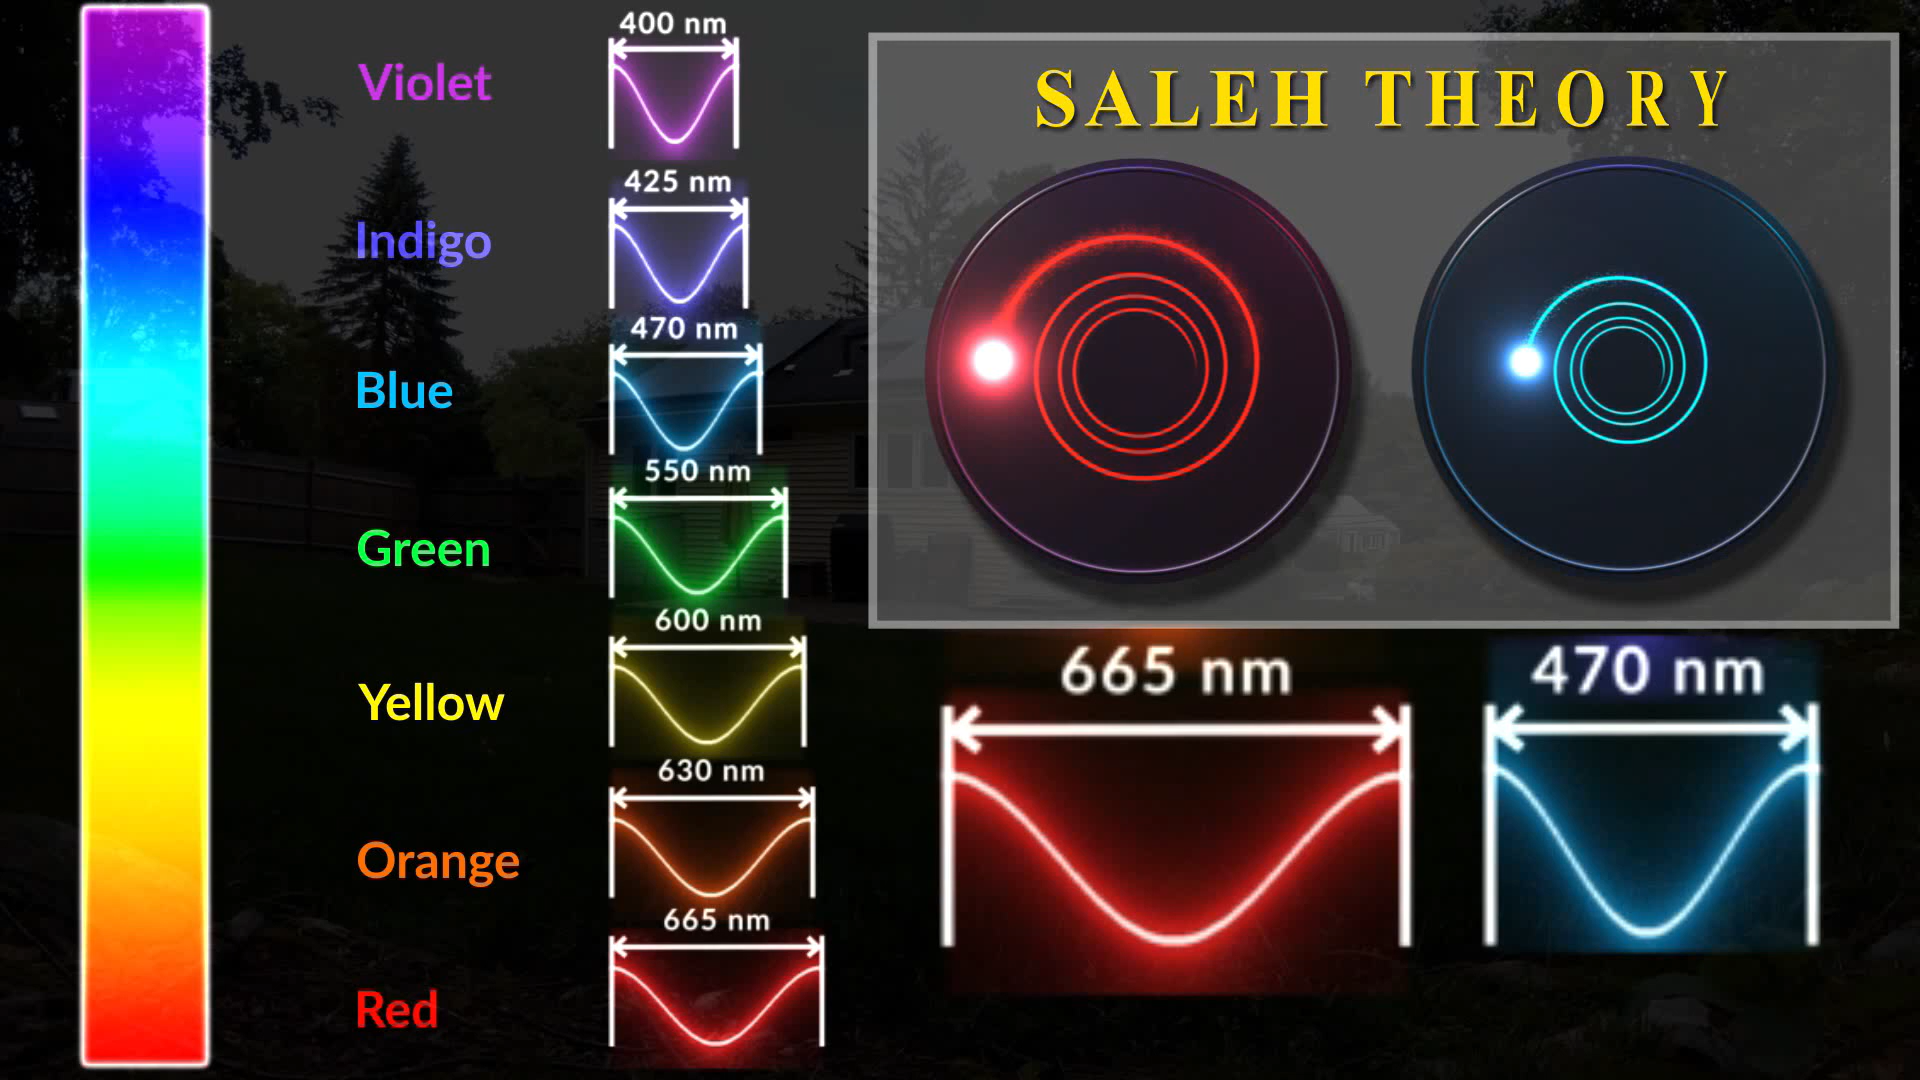 Violet
400 nm
Indigo
425 nm
Blue
470 nm
Green
550 nm
Yellow
600 nm
Orange
630 nm
Red
665 nm
SALEH THEORY
665 nm
470 nm